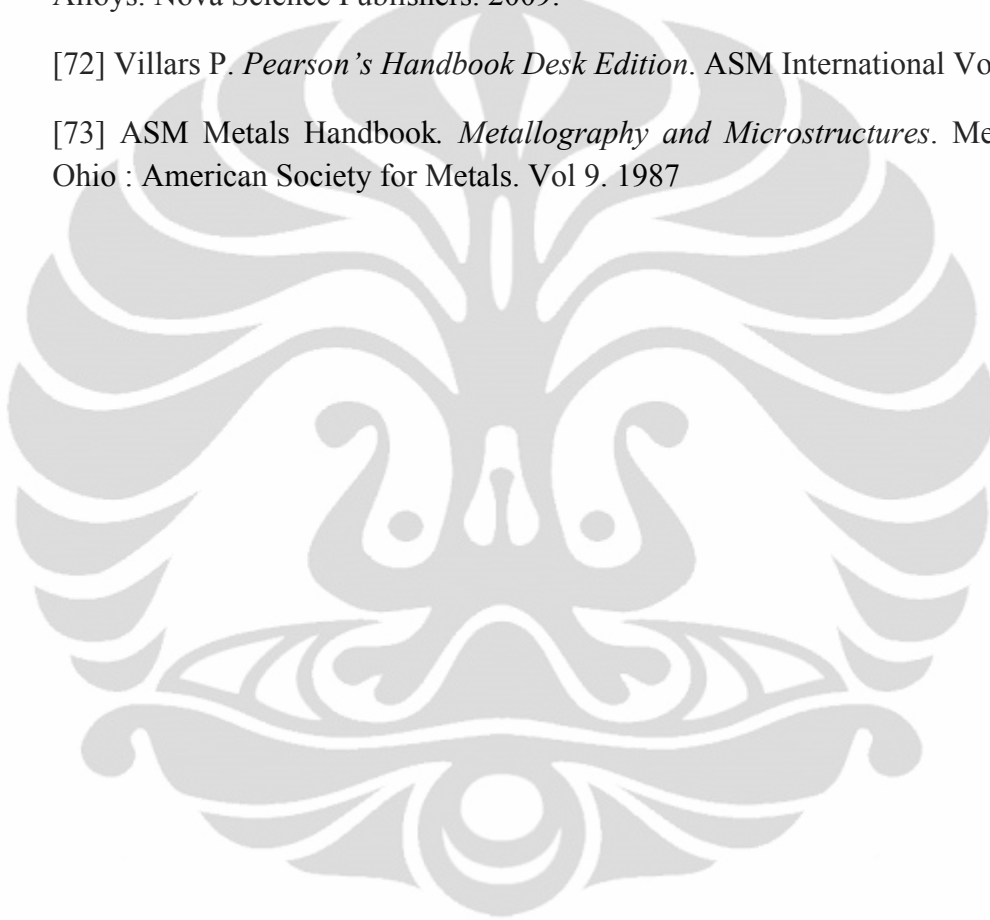 Alloys. Nova Science Publishers. 2009.
[72] Villars P. Pearson’s Handbook Desk Edition. ASM International Vo
[73] ASM Metals Handbook. Metallography and Microstructures. Me
Ohio : American Society for Metals. Vol 9. 1987